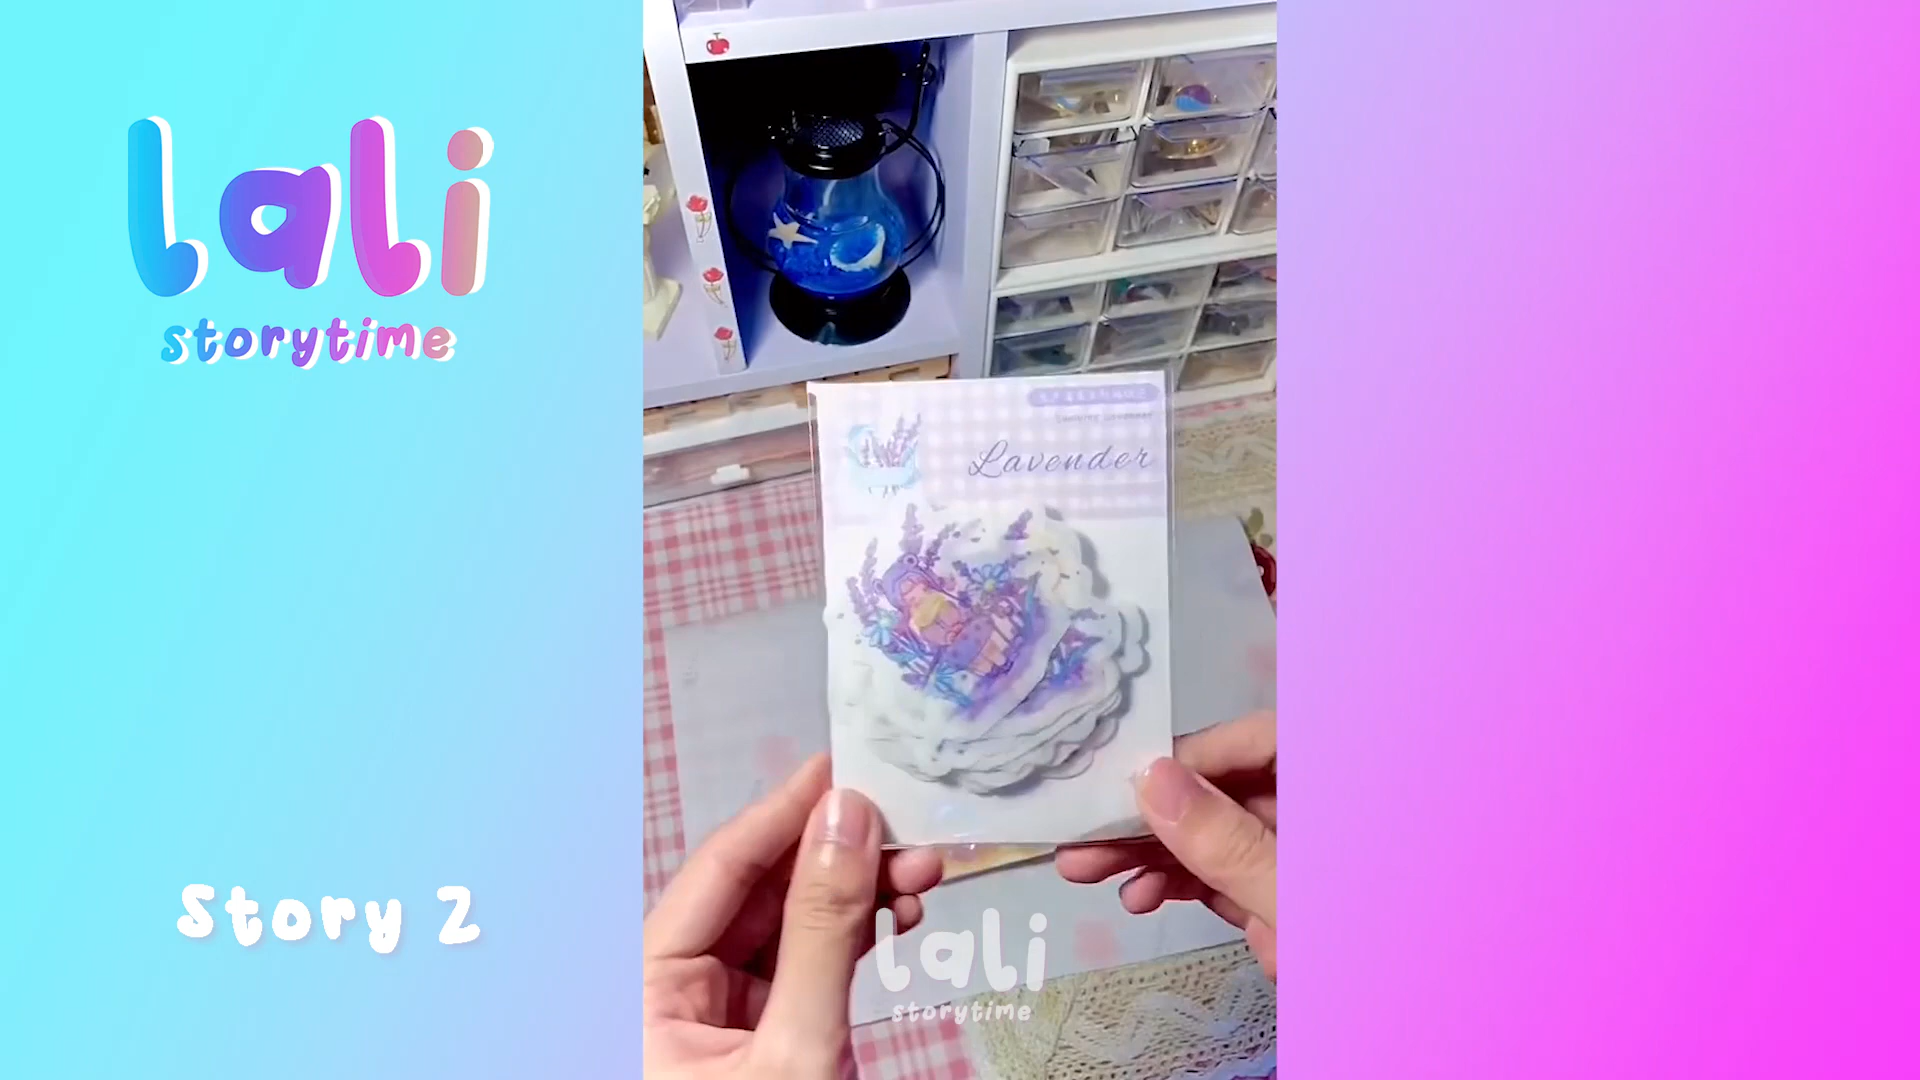 lali
storytime
Story 2
Lavender
lali
storytime